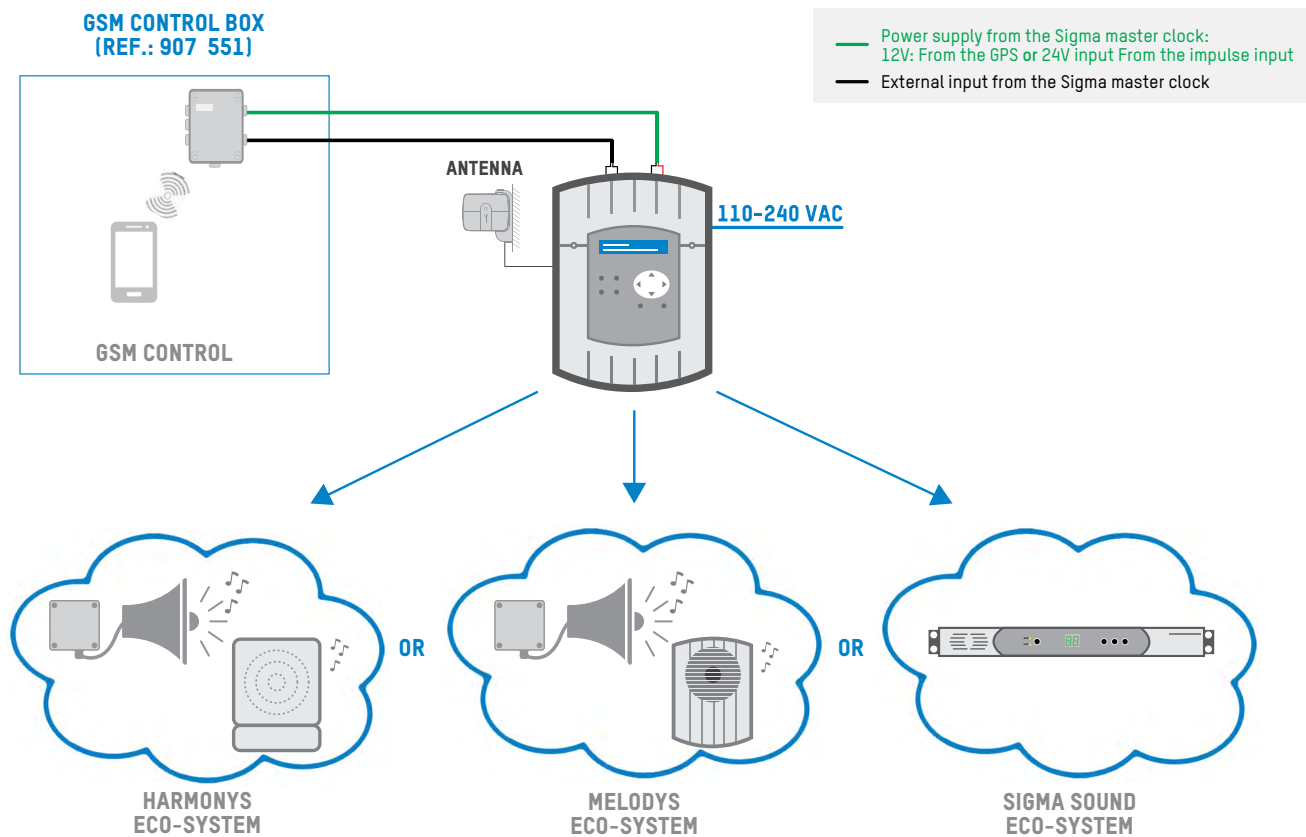 GSM CONTROL BOX
(REF.: 907 551)
Power supply from the Sigma master clock:
12V: From the GPS or 24V input From the impulse input
External input from the Sigma master clock
ANTENNA
110-240 VAC
GSM CONTROL
OR
OR
88
HARMONYS
ECO-SYSTEM
MELODYS
ECO-SYSTEM
SIGMA SOUND
ECO-SYSTEM